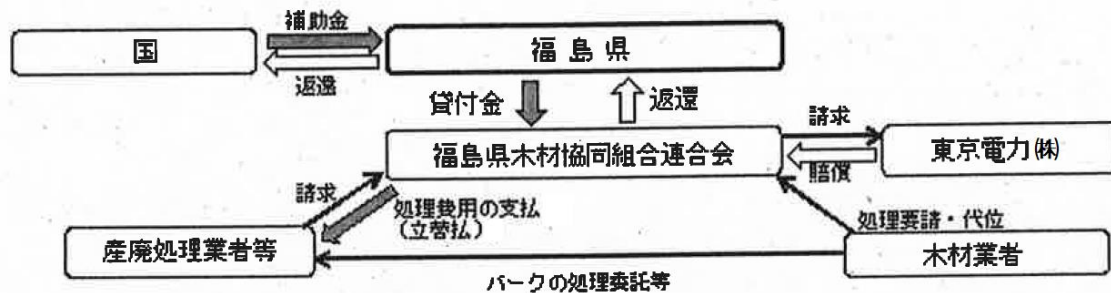 補助金
国
福島県
返還
貸付金
返還
請求
福島県木材協同組合連合会
東京電力(株)
賠償
請求
処理費用の支払
(立替払)
処理要請・代位
産廃処理業者等
木材業者
バークの処理委託等